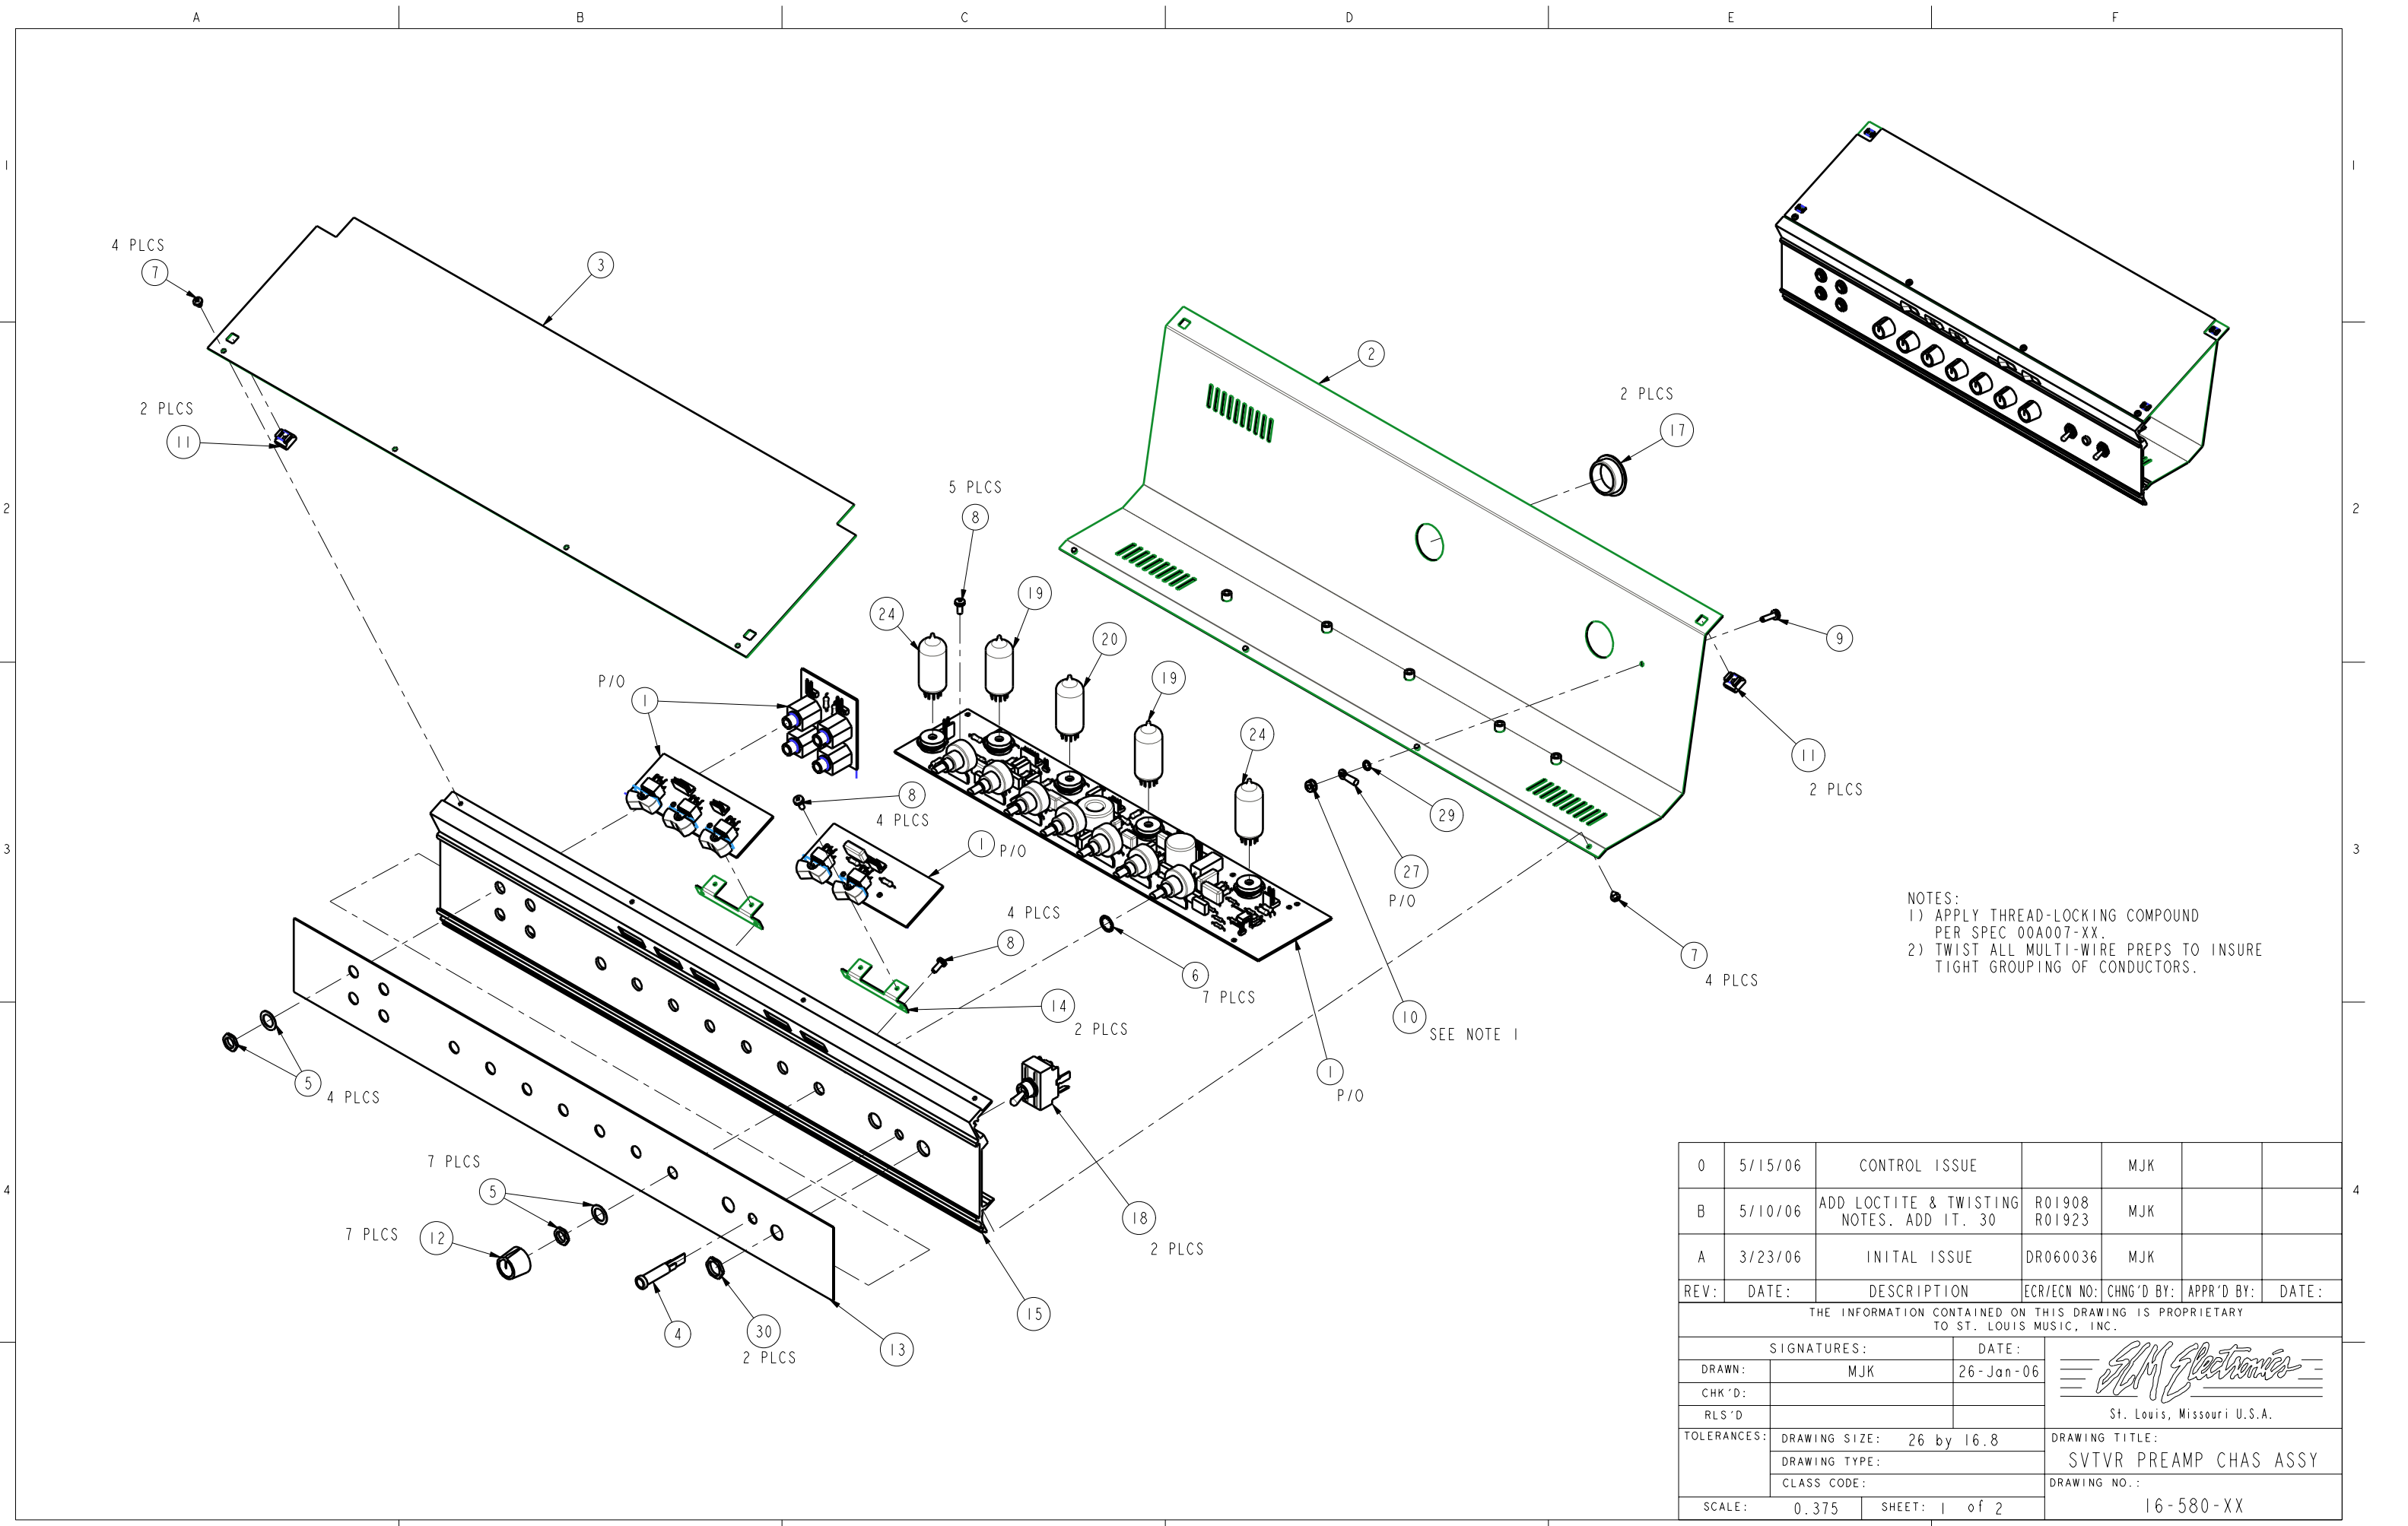 A B C D E F
1 1
2 2
3 3
4 4
4 PLCS
7
3
2 PLCS
11
2
2 PLCS
17
5 PLCS
8
24
19
20
19
24
9
11
2 PLCS
P/O
1
8
4 PLCS
1 P/O
4 PLCS
8
6
7 PLCS
14
2 PLCS
29
27
P/O
10
SEE NOTE 1
7
4 PLCS
1
P/O
5
4 PLCS
7 PLCS
5
7 PLCS
12
4
30
2 PLCS
13
15
18
2 PLCS
NOTES:
1) APPLY THREAD-LOCKING COMPOUND
PER SPEC 00A007-XX.
2) TWIST ALL MULTI-WIRE PREPS TO INSURE
TIGHT GROUPING OF CONDUCTORS.
0 5/15/06 CONTROL ISSUE MJK
B 5/10/06 ADD LOCTITE & TWISTING NOTES. ADD IT. 30 R01908 R01923 MJK
A 3/23/06 INITAL ISSUE DR060036 MJK
REV: DATE: DESCRIPTION ECR/ECN NO: CHNG'D BY: APPR'D BY: DATE:
THE INFORMATION CONTAINED ON THIS DRAWING IS PROPRIETARY
TO ST. LOUIS MUSIC, INC.
SIGNATURES: DATE:
DRAWN: MJK 26-Jan-06
CHK'D:
RLS'D
SLM Electronics
St. Louis, Missouri U.S.A.
TOLERANCES:
DRAWING SIZE: 26 by 16.8
DRAWING TYPE:
CLASS CODE:
SCALE: 0.375 SHEET: 1 of 2
DRAWING TITLE:
SVTVR PREAMP CHAS ASSY
DRAWING NO.:
16-580-XX